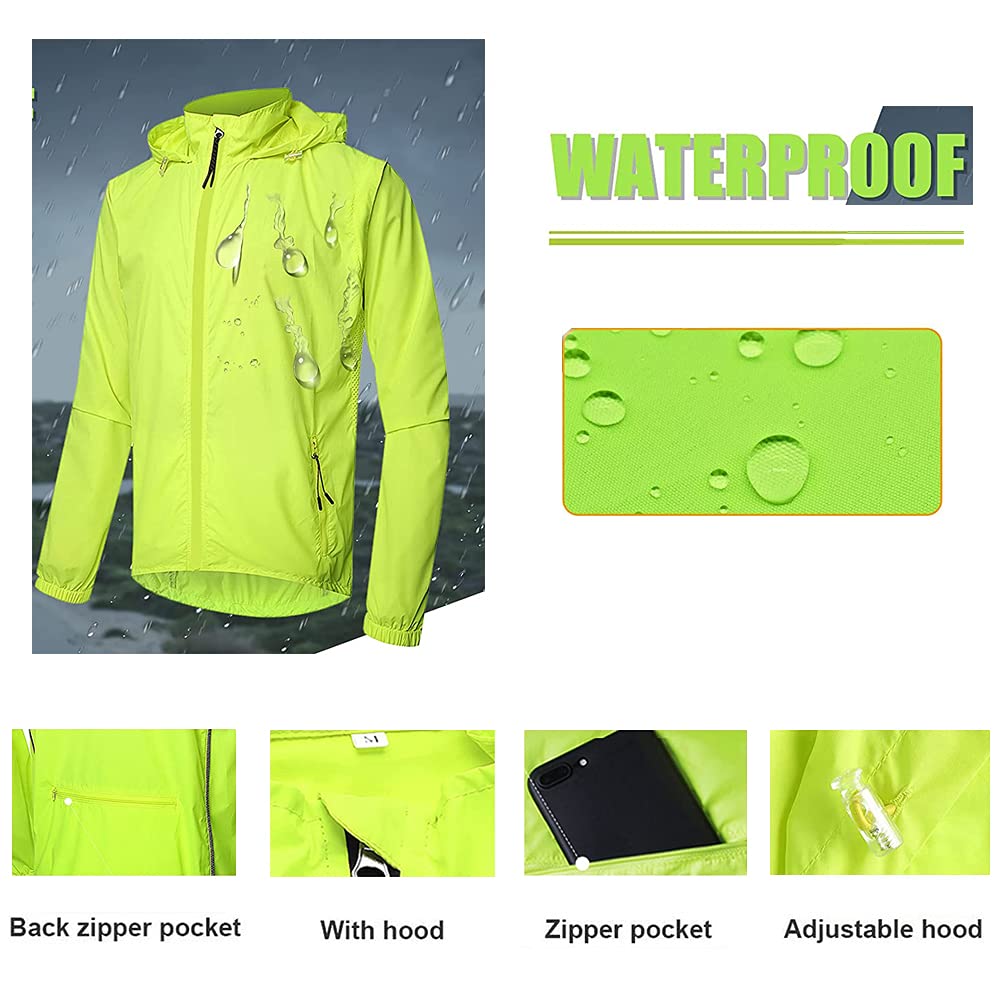 WATERPROOF
M
Back zipper pocket
With hood
Zipper pocket
Adjustable hood